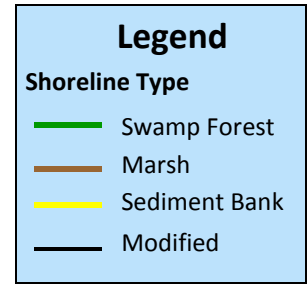 Legend
Shoreline Type
Swamp Forest
Marsh
Sediment Bank
Modified